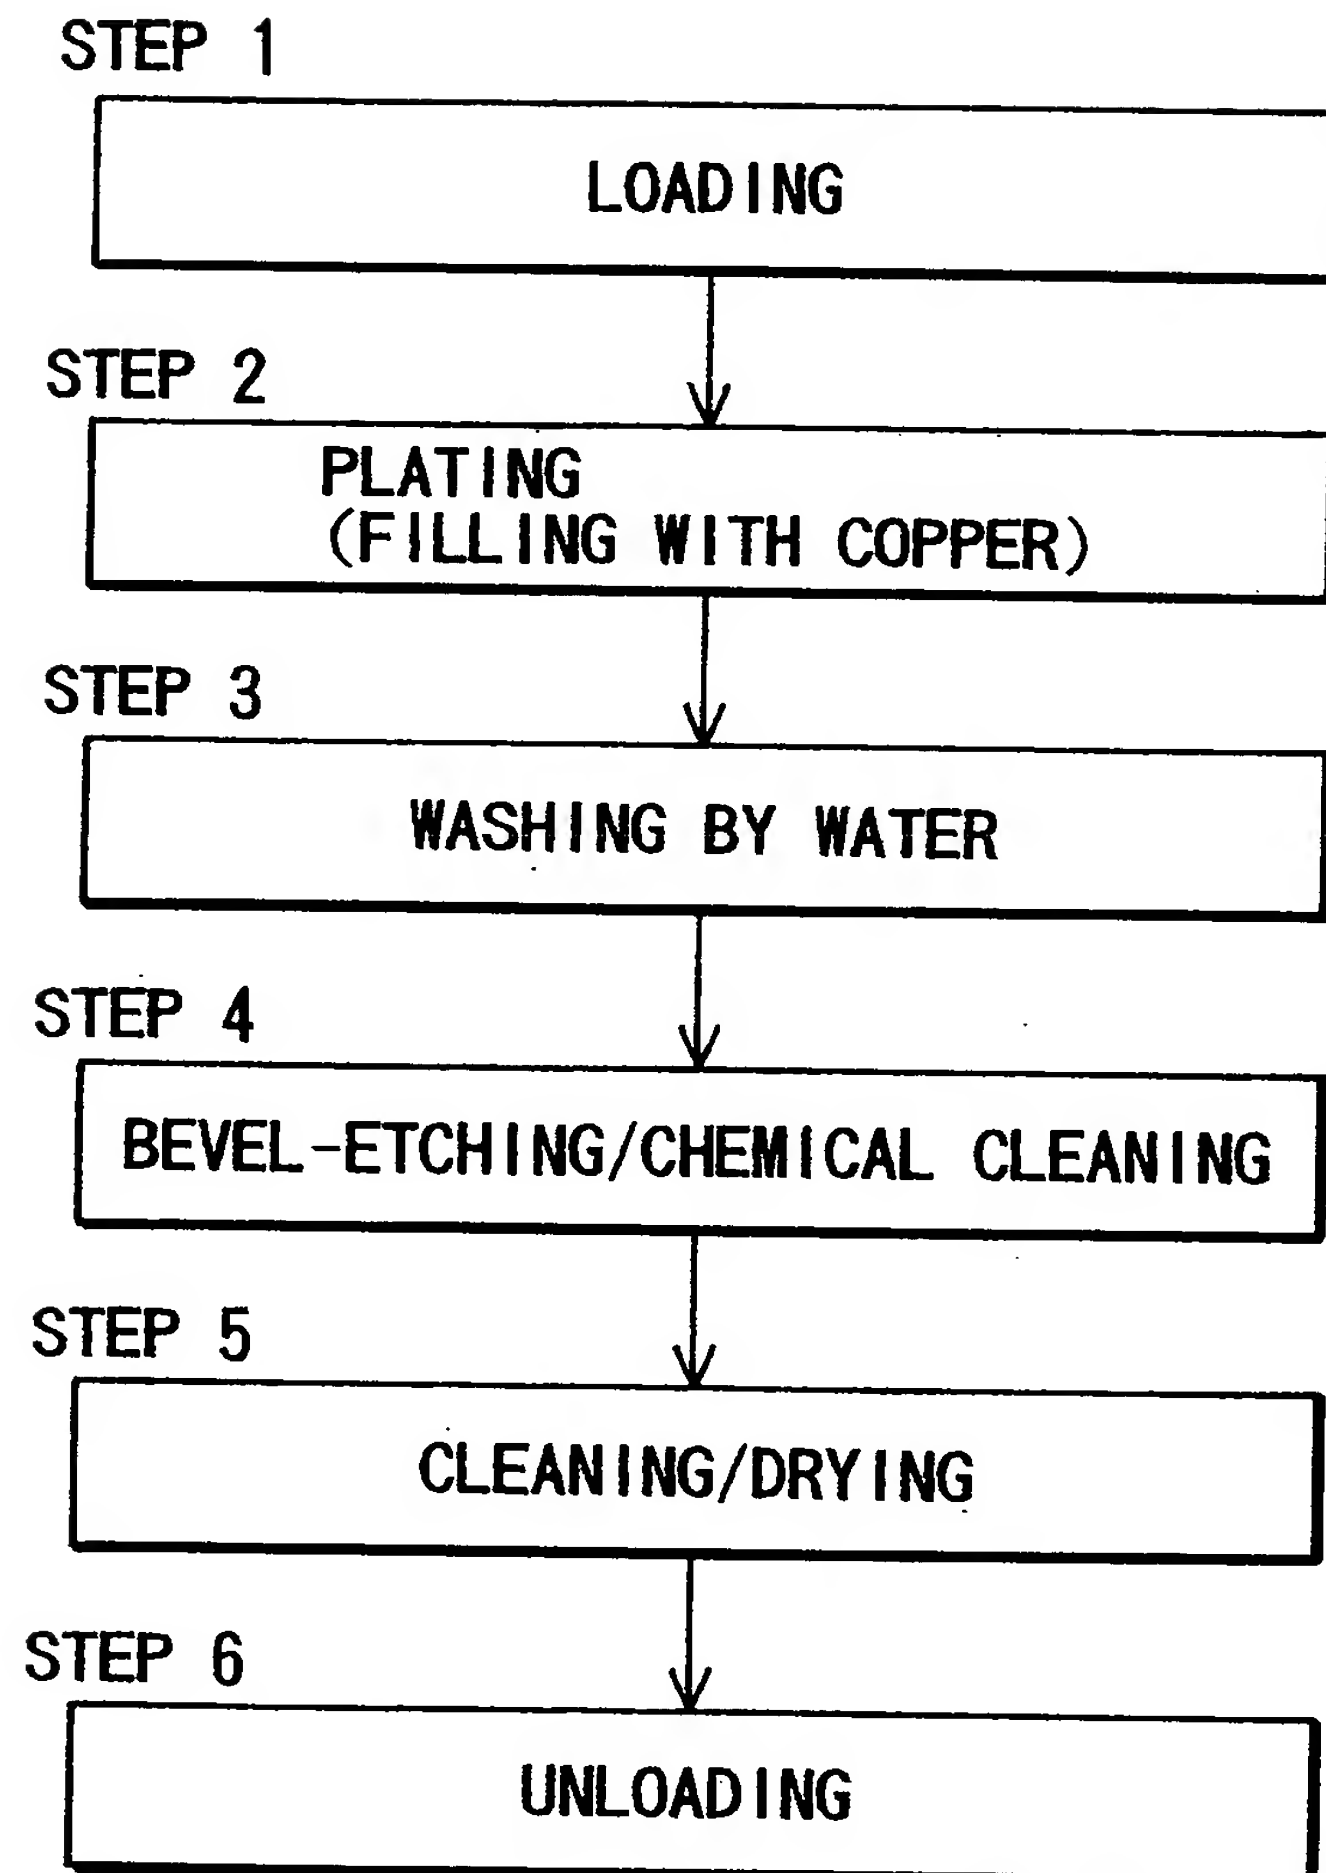 STEP 1
LOADING
STEP 2
PLATING
(FILLING WITH COPPER)
STEP 3
WASHING BY WATER
STEP 4
BEVEL-ETCHING/CHEMICAL CLEANING
STEP 5
CLEANING/DRYING
STEP 6
UNLOADING